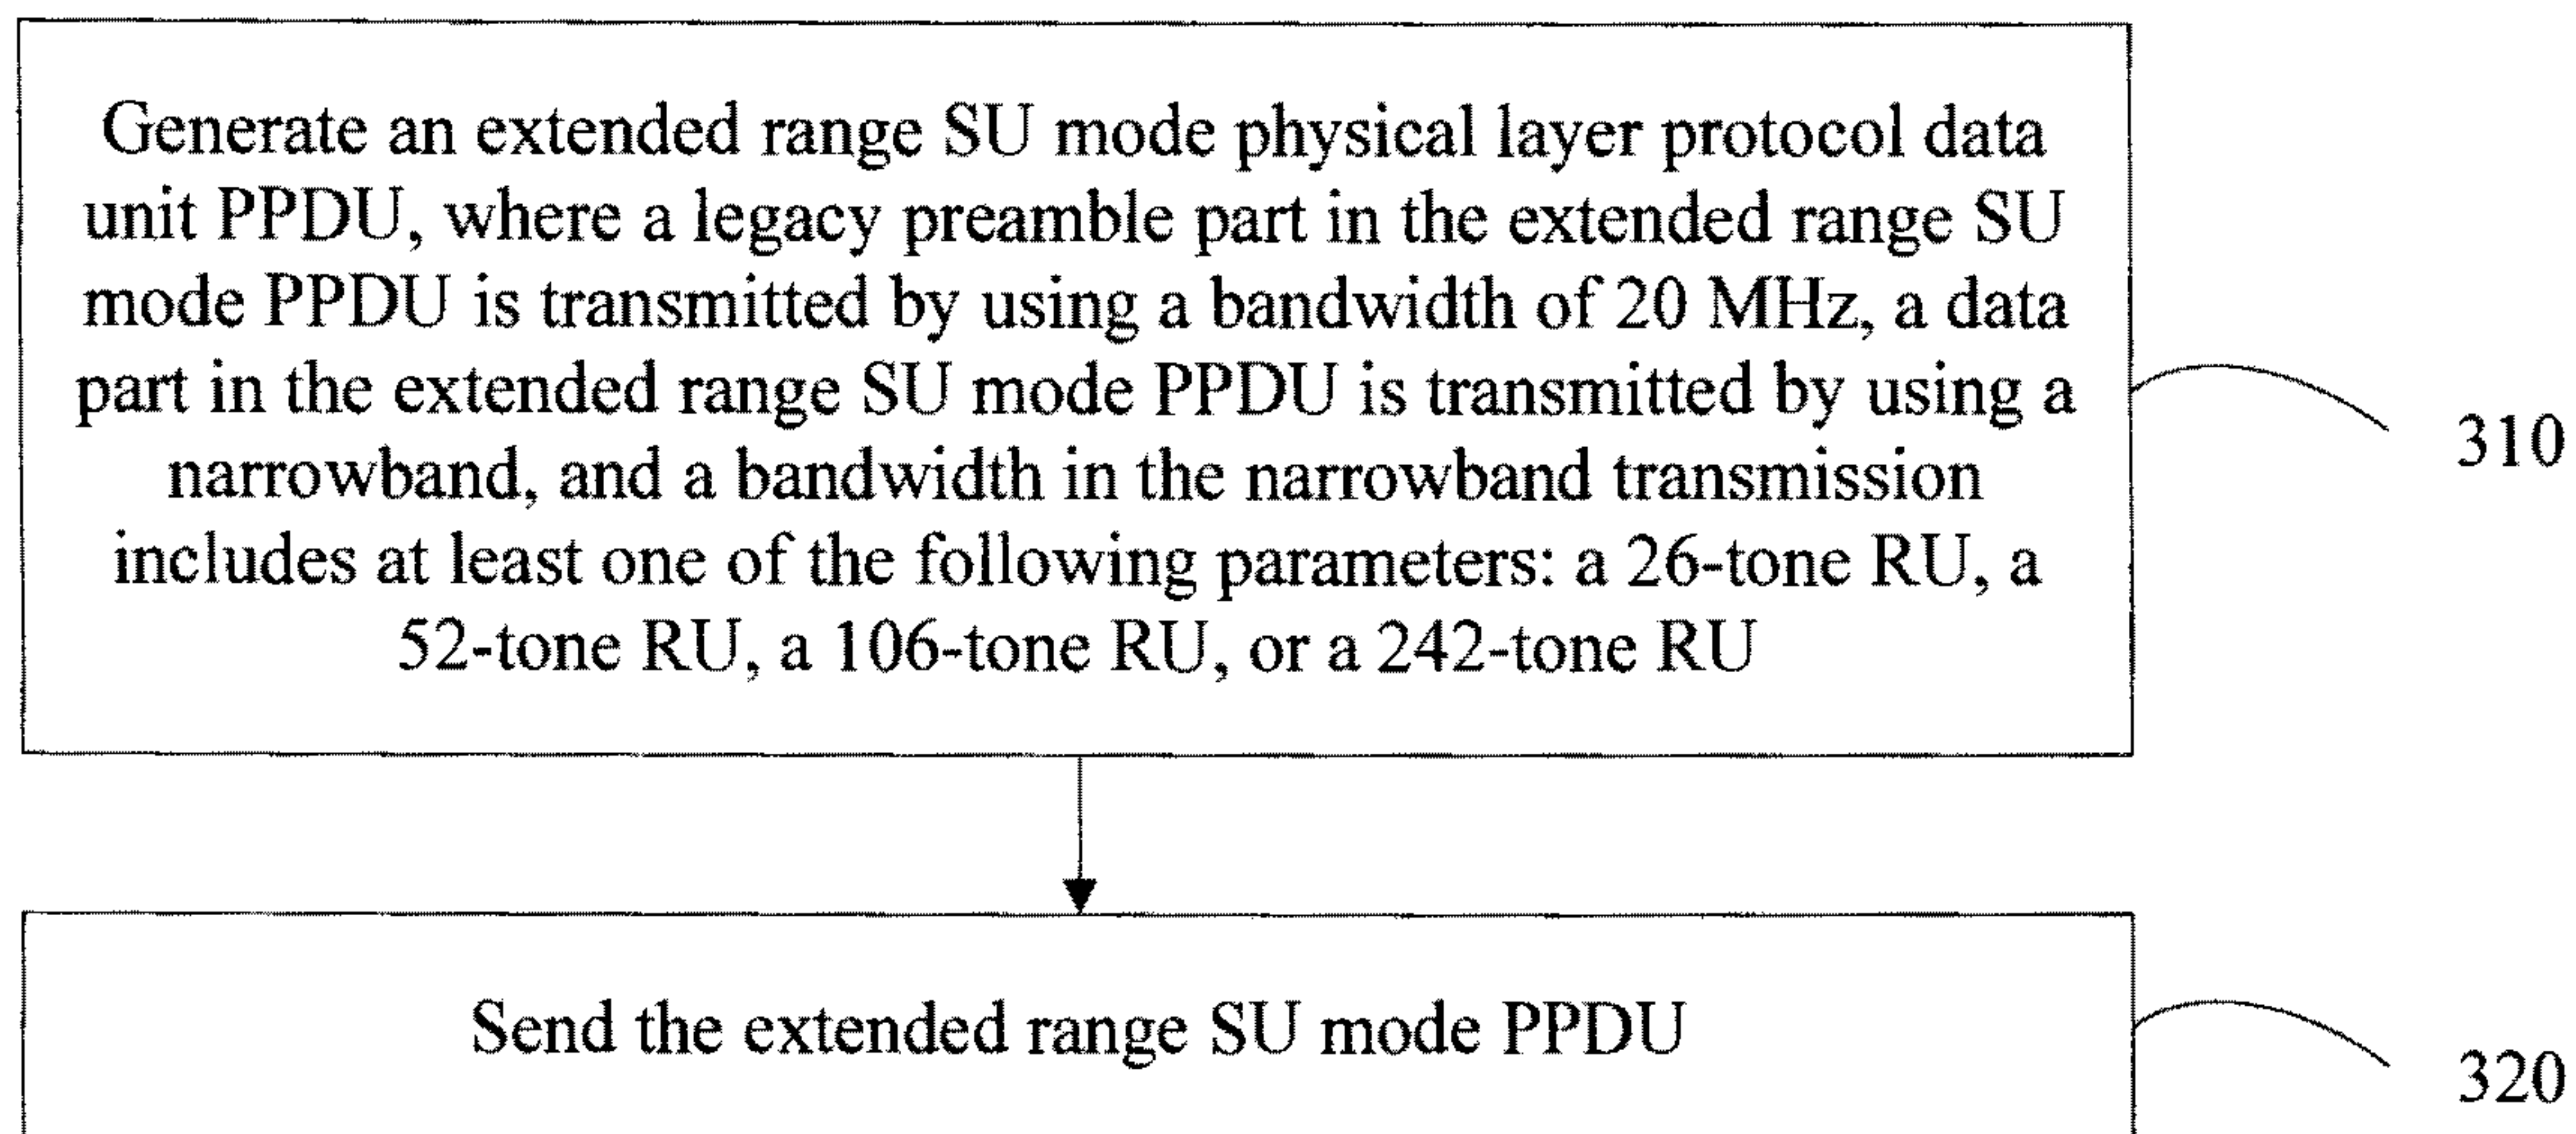 Generate an extended range SU mode physical layer protocol data
unit PPDU, where a legacy preamble part in the extended range SU
mode PPDU is transmitted by using a bandwidth of 20 MHz, a data
part in the extended range SU mode PPDU is transmitted by using a
narrowband, and a bandwidth in the narrowband transmission
includes at least one of the following parameters: a 26-tone RU, a
52-tone RU, a 106-tone RU, or a 242-tone RU
310
Send the extended range SU mode PPDU
320